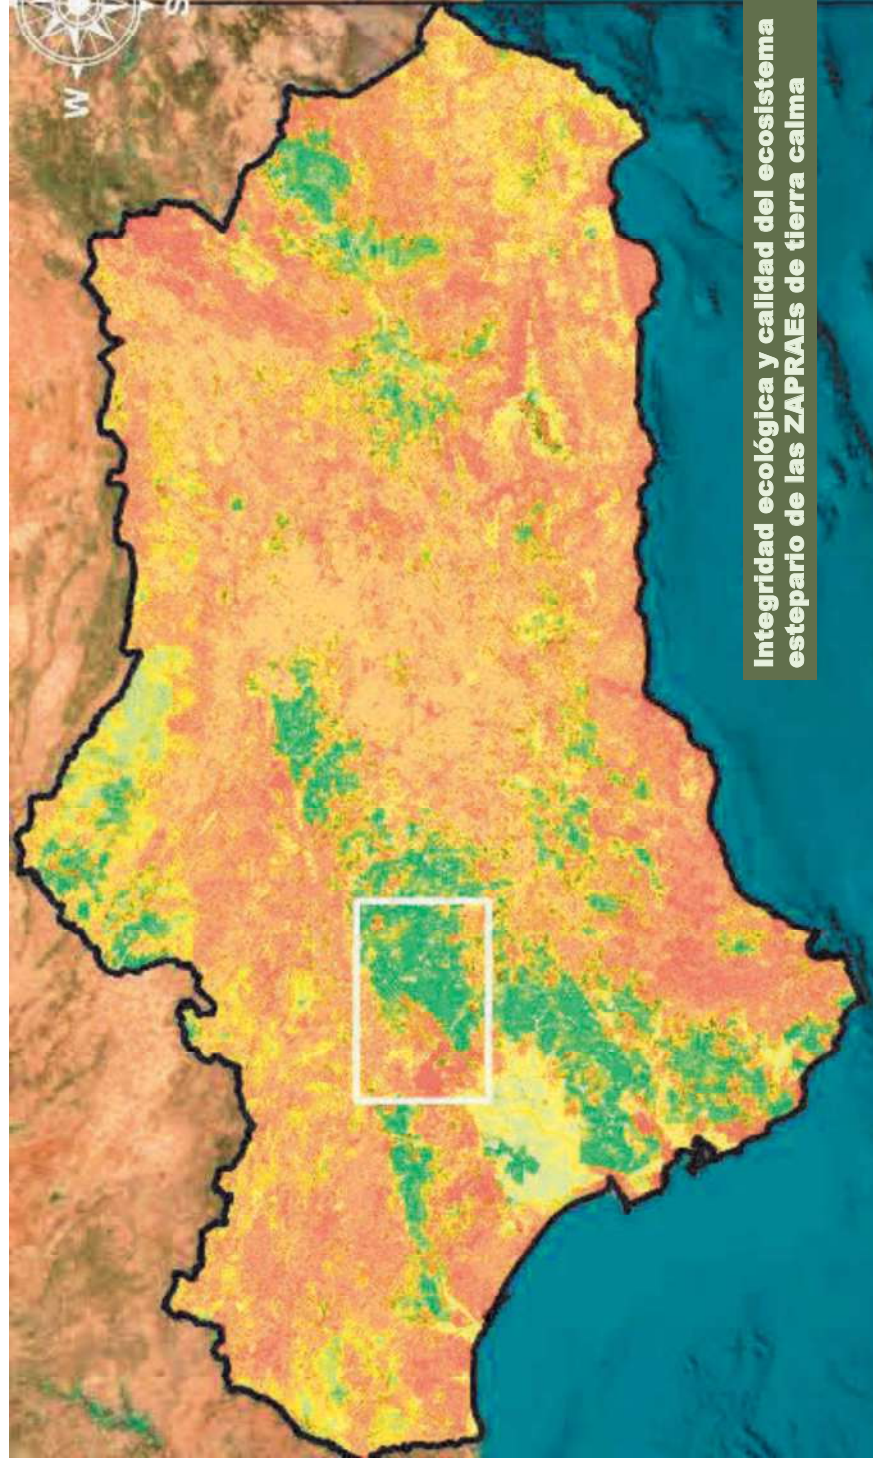 W
S
Integridad ecológica y calidad del ecosistema
estepario de las ZAPRAEs de tierra calma